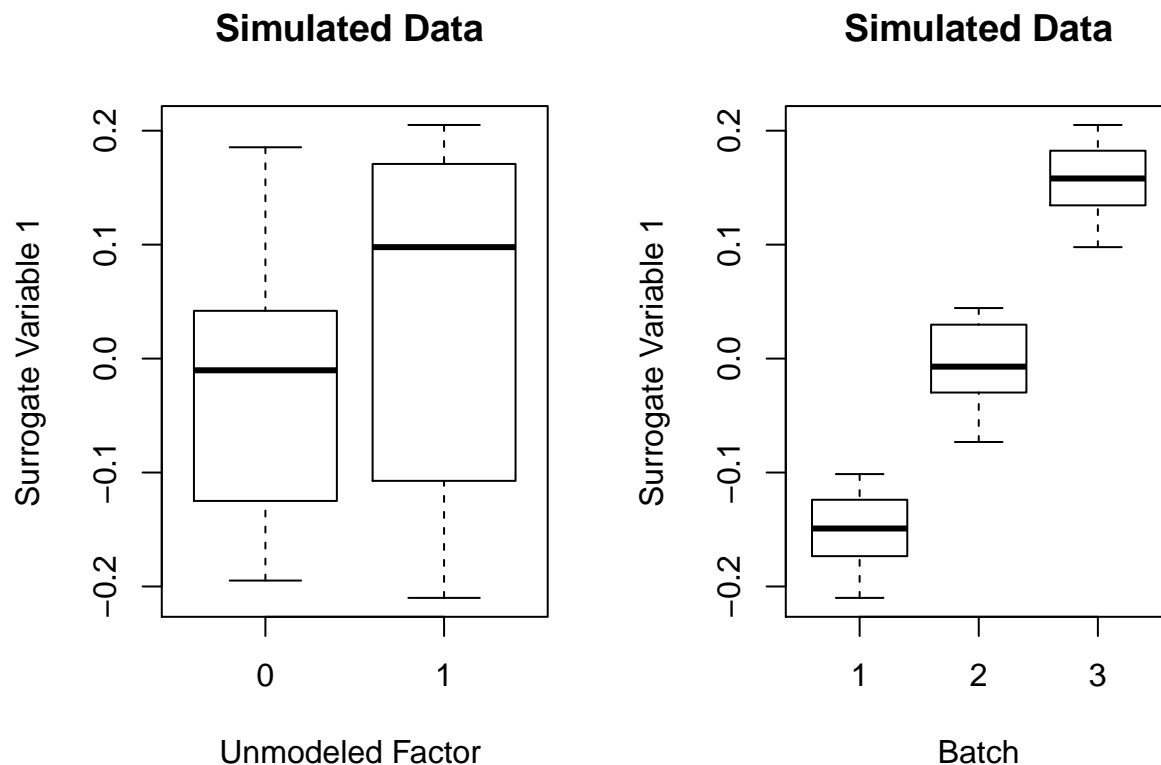 Simulated Data
Surrogate Variable 1
0.2
0.1
0.0
−0.1
−0.2
0 1
Unmodeled Factor
Simulated Data
Surrogate Variable 1
0.2
0.1
0.0
−0.1
−0.2
1 2 3
Batch